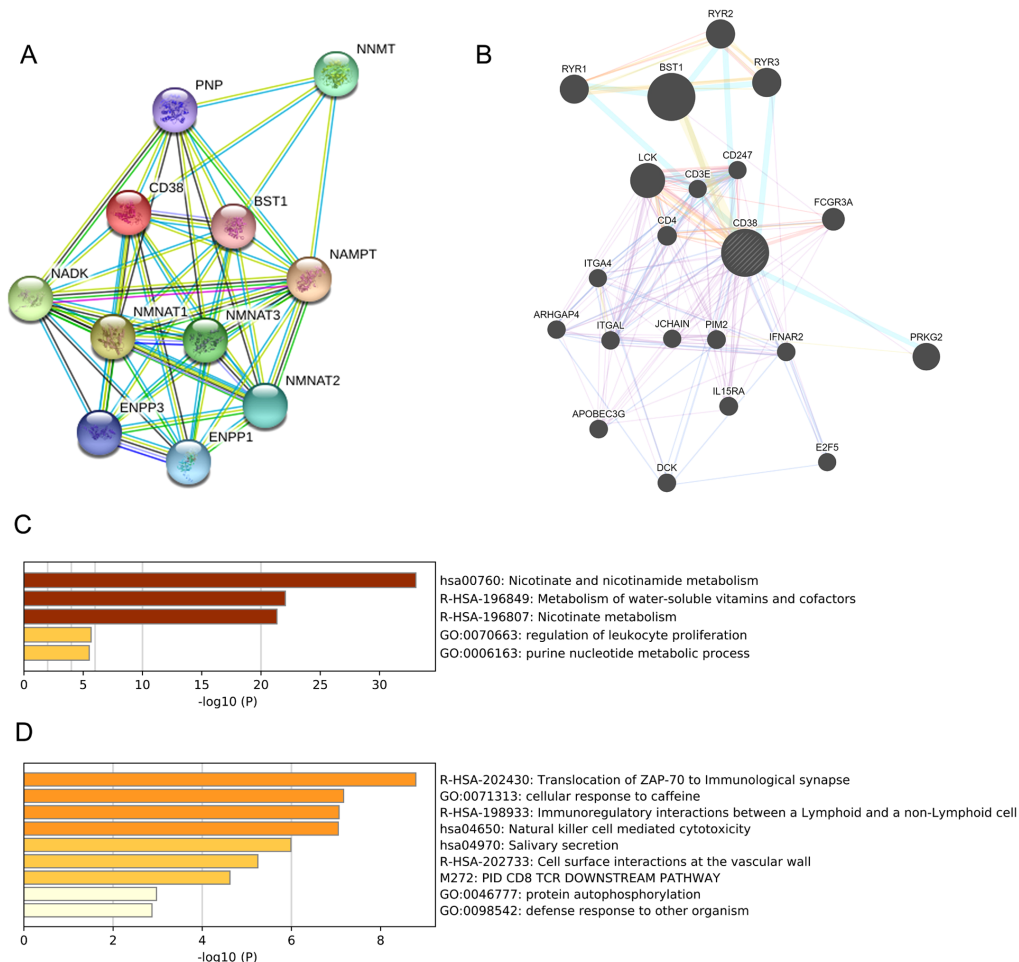 A
NNMT
PNP
CD38
BST1
NAMPT
NADK
NMNAT1
NMNAT3
NMNAT2
ENPP3
ENPP1
B
RYR2
RYR1
BST1
RYR3
LCK
CD3E
CD247
FCGR3A
CD4
CD38
ITGA4
ARHGAP4
ITGAL
JCHAIN
PIM2
IFNAR2
PRKG2
IL15RA
APOBEC3G
E2F5
DCK
C
hsa00760: Nicotinate and nicotinamide metabolism
R-HSA-196849: Metabolism of water-soluble vitamins and cofactors
R-HSA-196807: Nicotinate metabolism
GO:0070663: regulation of leukocyte proliferation
GO:0006163: purine nucleotide metabolic process
0 5 10 15 20 25 30
-log10 (P)
D
R-HSA-202430: Translocation of ZAP-70 to Immunological synapse
GO:0071313: cellular response to caffeine
R-HSA-198933: Immunoregulatory interactions between a Lymphoid and a non-Lymphoid cell
hsa04650: Natural killer cell mediated cytotoxicity
hsa04970: Salivary secretion
R-HSA-202733: Cell surface interactions at the vascular wall
M272: PID CD8 TCR DOWNSTREAM PATHWAY
GO:0046777: protein autophosphorylation
GO:0098542: defense response to other organism
0 2 4 6 8
-log10 (P)